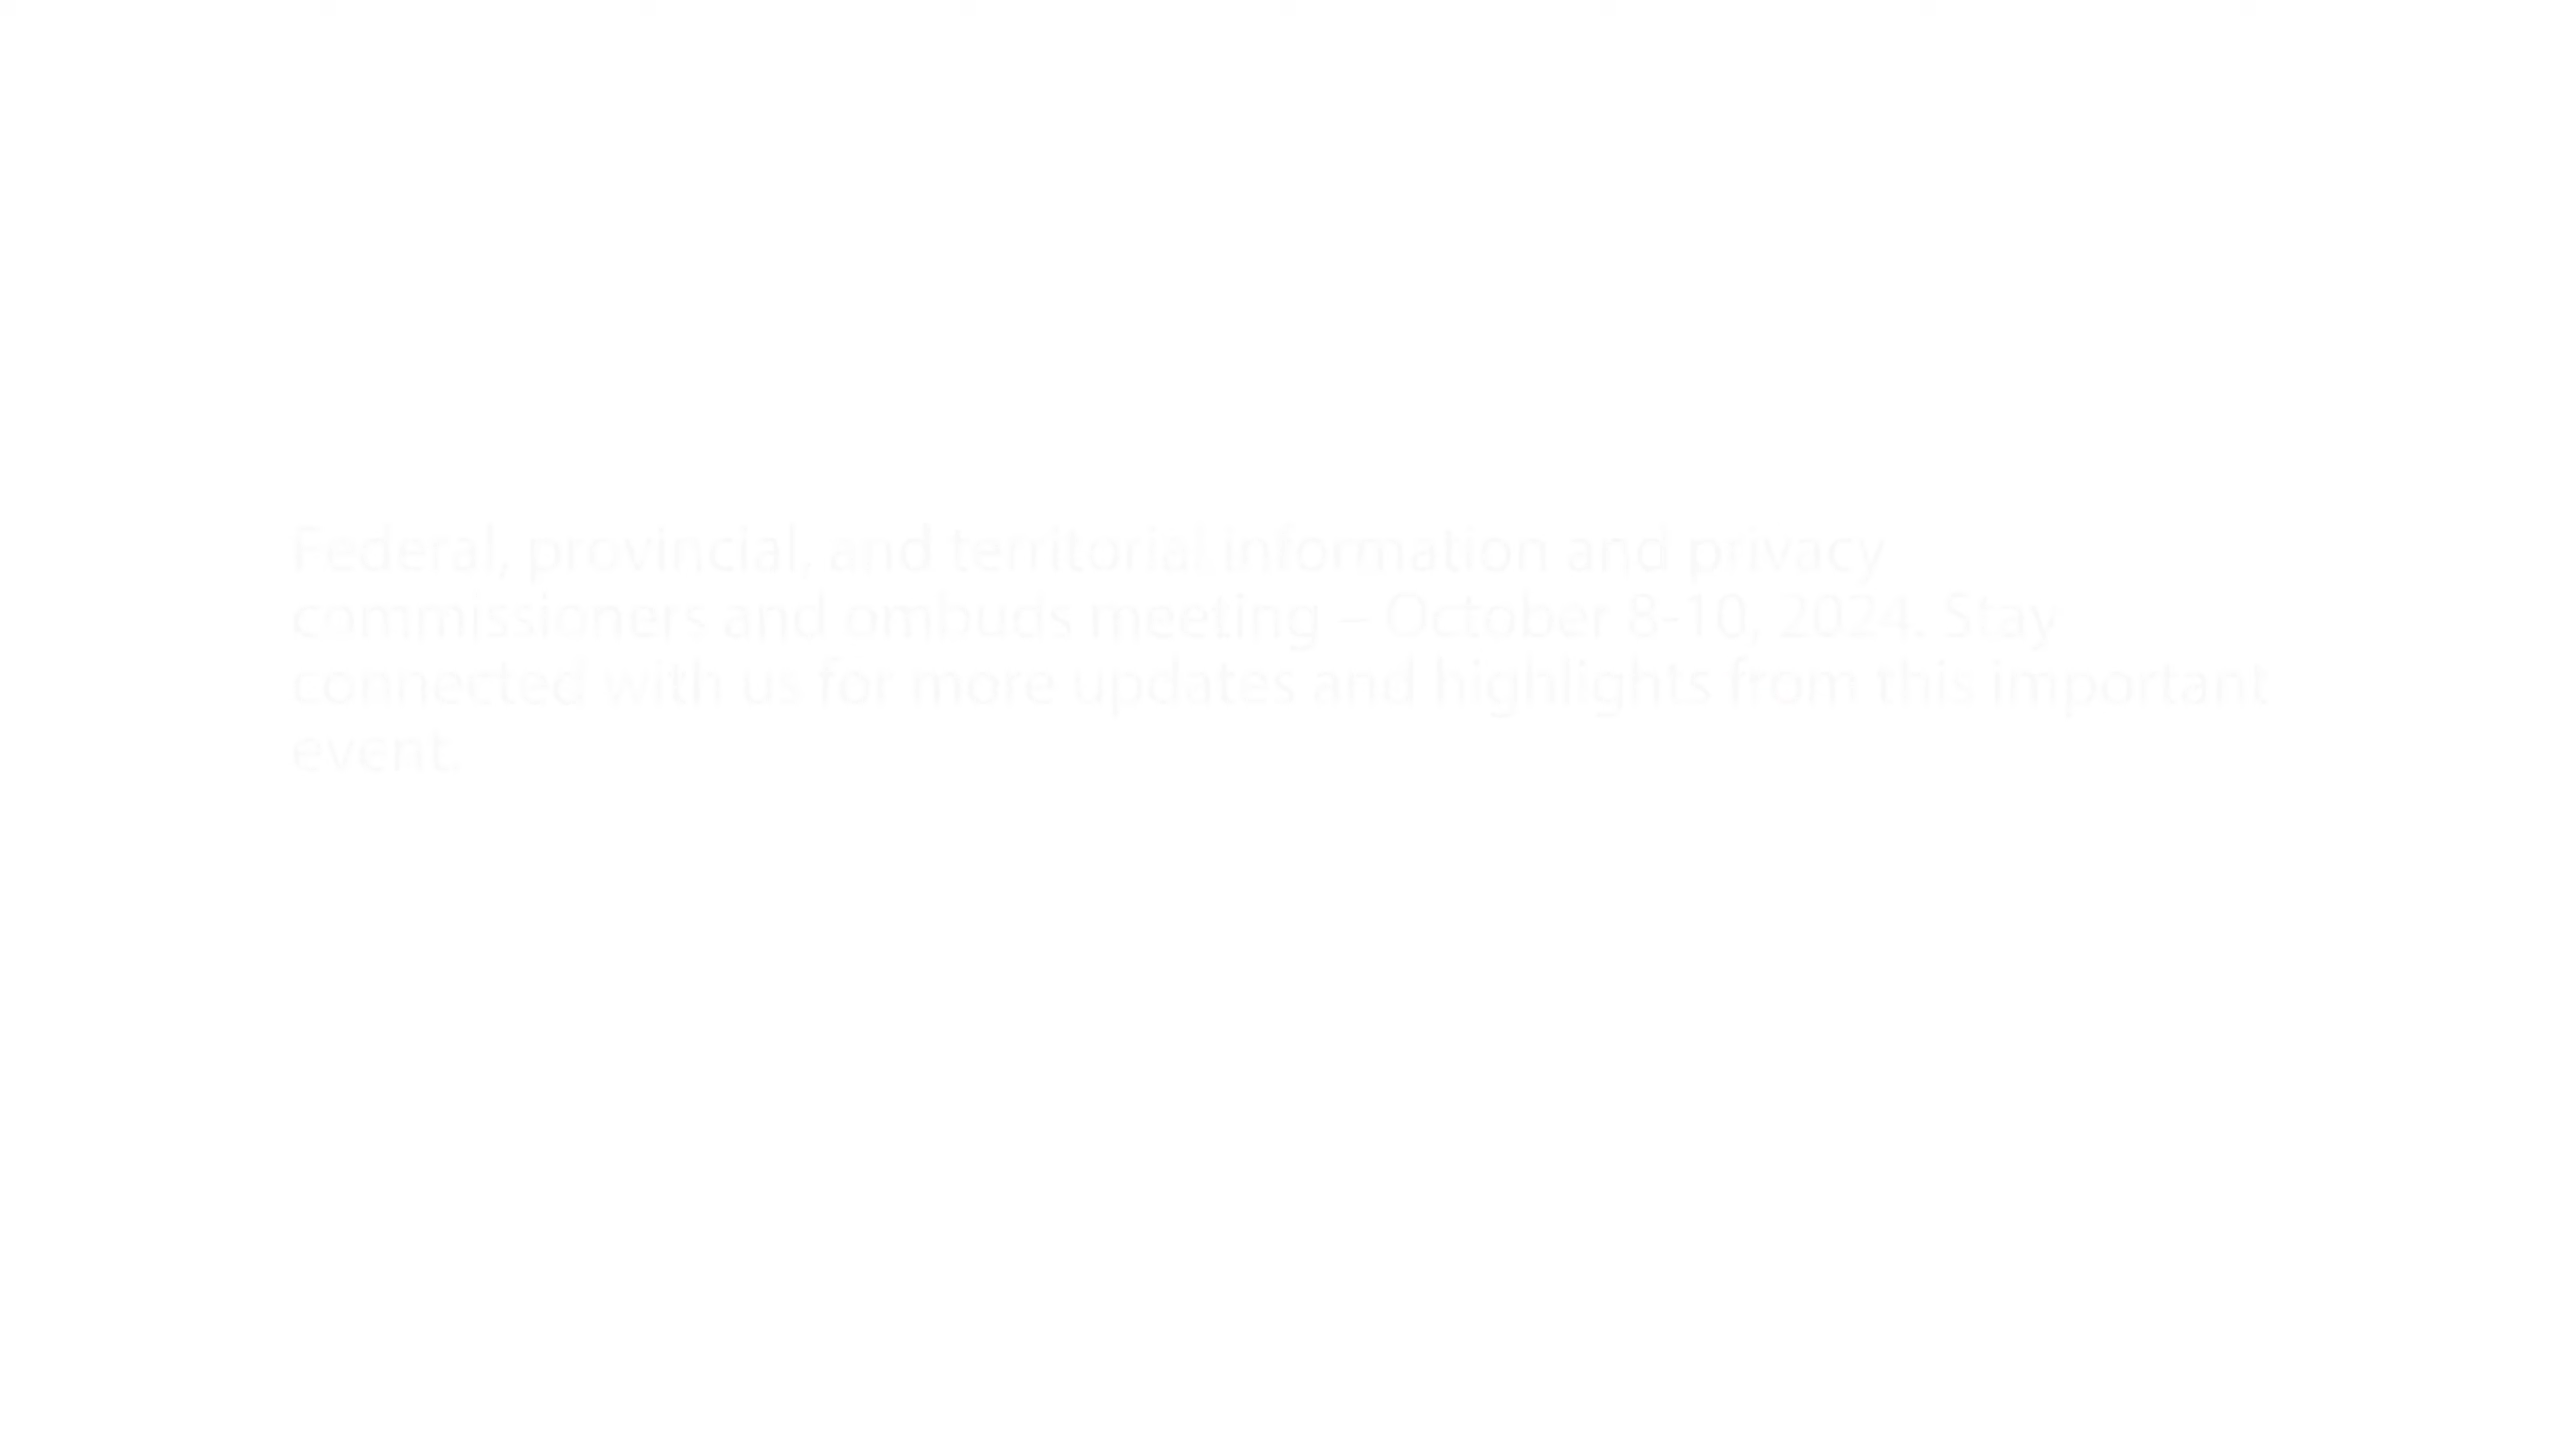 Federal, provincial, and territorial information and privacy
commissioners and ombuds meeting – October 8-10, 2024. Stay
connected with us for more updates and highlights from this important
event.